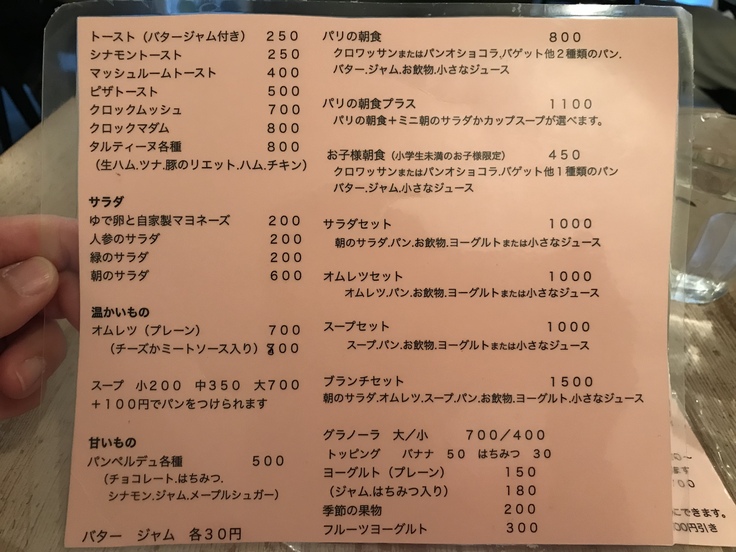 トースト（バタージャム付き） 250
シナモントースト 250
マッシュルームトースト 400
ピザトースト 500
クロックムッシュ 700
クロックマダム 800
タルティーヌ各種 800
（生ハム.ツナ.豚のリエット.ハム.チキン）
サラダ
ゆで卵と自家製マヨネーズ 200
人参のサラダ 200
緑のサラダ 200
朝のサラダ 600
温かいもの
オムレツ（プレーン） 700
（チーズかミートソース入り）800
スープ 小200 中350 大700
＋100円でパンをつけられます
甘いもの
パンペルデュ各種 500
（チョコレート.はちみつ.
シナモン.ジャム.メープルシュガー）
バター ジャム 各30円
パリの朝食 800
クロワッサンまたはパンオショコラ,バゲット他2種類のパン.
バター.ジャム.お飲物.小さなジュース
パリの朝食プラス 1100
パリの朝食＋ミニ朝のサラダかカップスープが選べます。
お子様朝食（小学生未満のお子様限定） 450
クロワッサンまたはパンオショコラ,バゲット他1種類のパン
バター.ジャム.小さなジュース
サラダセット 1000
朝のサラダ.パン.お飲物.ヨーグルトまたは小さなジュース
オムレツセット 1000
オムレツ.パン.お飲物.ヨーグルトまたは小さなジュース
スープセット 1000
スープ.パン.お飲物.ヨーグルトまたは小さなジュース
ブランチセット 1500
朝のサラダ.オムレツ.スープ.パン.お飲物.ヨーグルト.小さなジュース
グラノーラ 大／小 700／400
トッピング バナナ 50 はちみつ 30
ヨーグルト（プレーン） 150
（ジャム.はちみつ入り） 180
季節の果物 200
フルーツヨーグルト 300
ます
できます。
00円引き